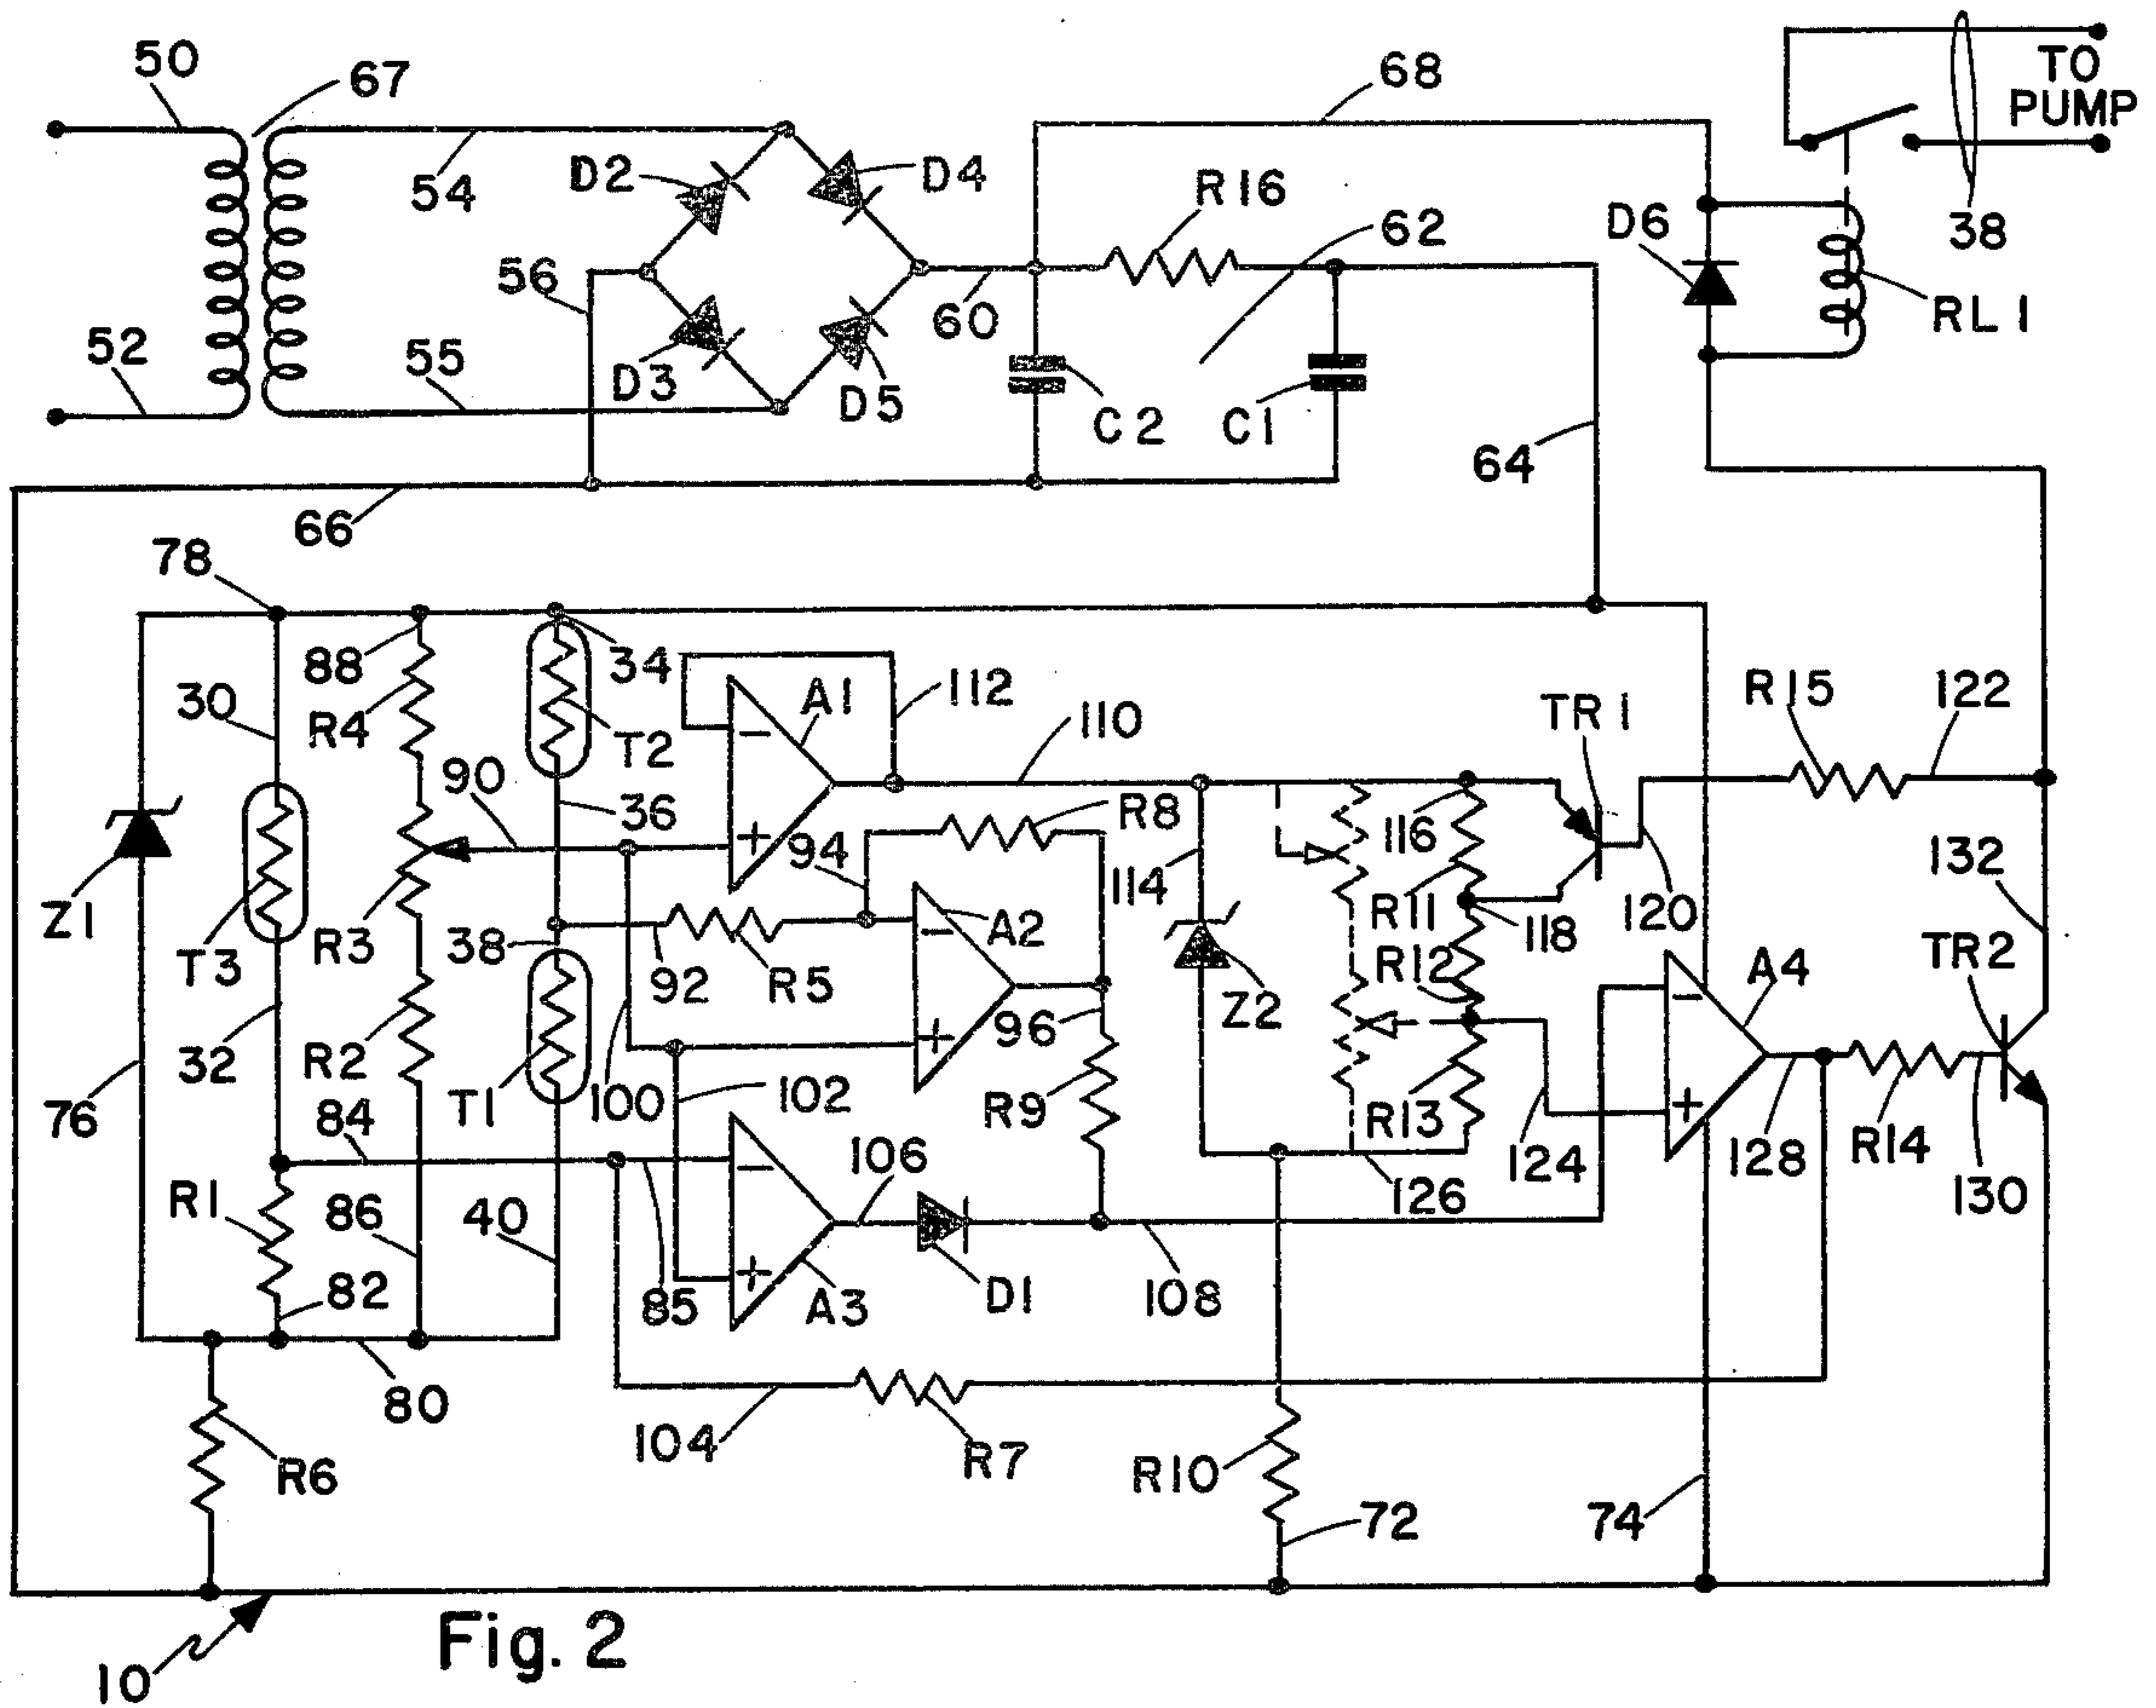 50
67
68
TO
PUMP
D2
D4
R16
54
D6
38
62
56
52
55
60
RL1
D3
D5
C2
C1
64
66
78
34
88
A1
112
TR1
R15
122
30
R4
T2
110
90
36
R8
116
94
132
114
Z1
T3
R3
38
A2
R11
120
118
92
R5
R12
A4
TR2
Z2
96
32
R2
76
T1
100
102
R9
R13
84
124
128
R14
106
R1
86
40
126
130
82
85
A3
D1
108
80
104
R7
R10
R6
72
74
10
Fig. 2
-
+
-
+
-
+
-
+